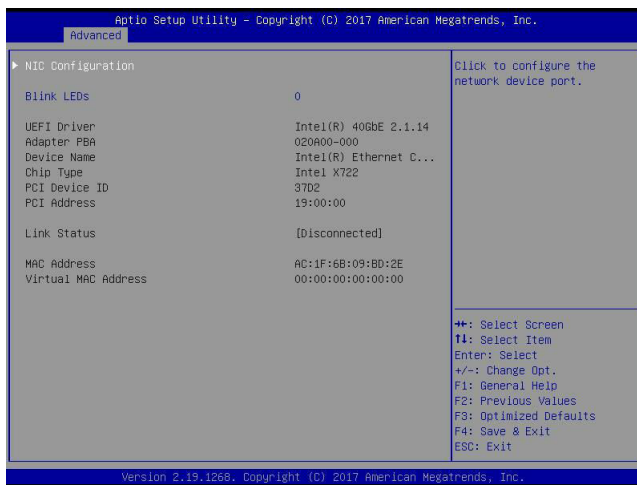 Aptio Setup Utility – Copyright (C) 2017 American Megatrends, Inc.
Advanced
NIC Configuration
Click to configure the
network device port.
Blink LEDs 0
UEFI Driver Intel(R) 40GbE 2.1.14
Adapter PBA 020A00-000
Device Name Intel(R) Ethernet C...
Chip Type Intel X722
PCI Device ID 37D2
PCI Address 19:00:00
Link Status [Disconnected]
MAC Address AC:1F:6B:09:BD:2E
Virtual MAC Address 00:00:00:00:00:00
→←: Select Screen
↑↓: Select Item
Enter: Select
+/-: Change Opt.
F1: General Help
F2: Previous Values
F3: Optimized Defaults
F4: Save & Exit
ESC: Exit
Version 2.19.1268. Copyright (C) 2017 American Megatrends, Inc.